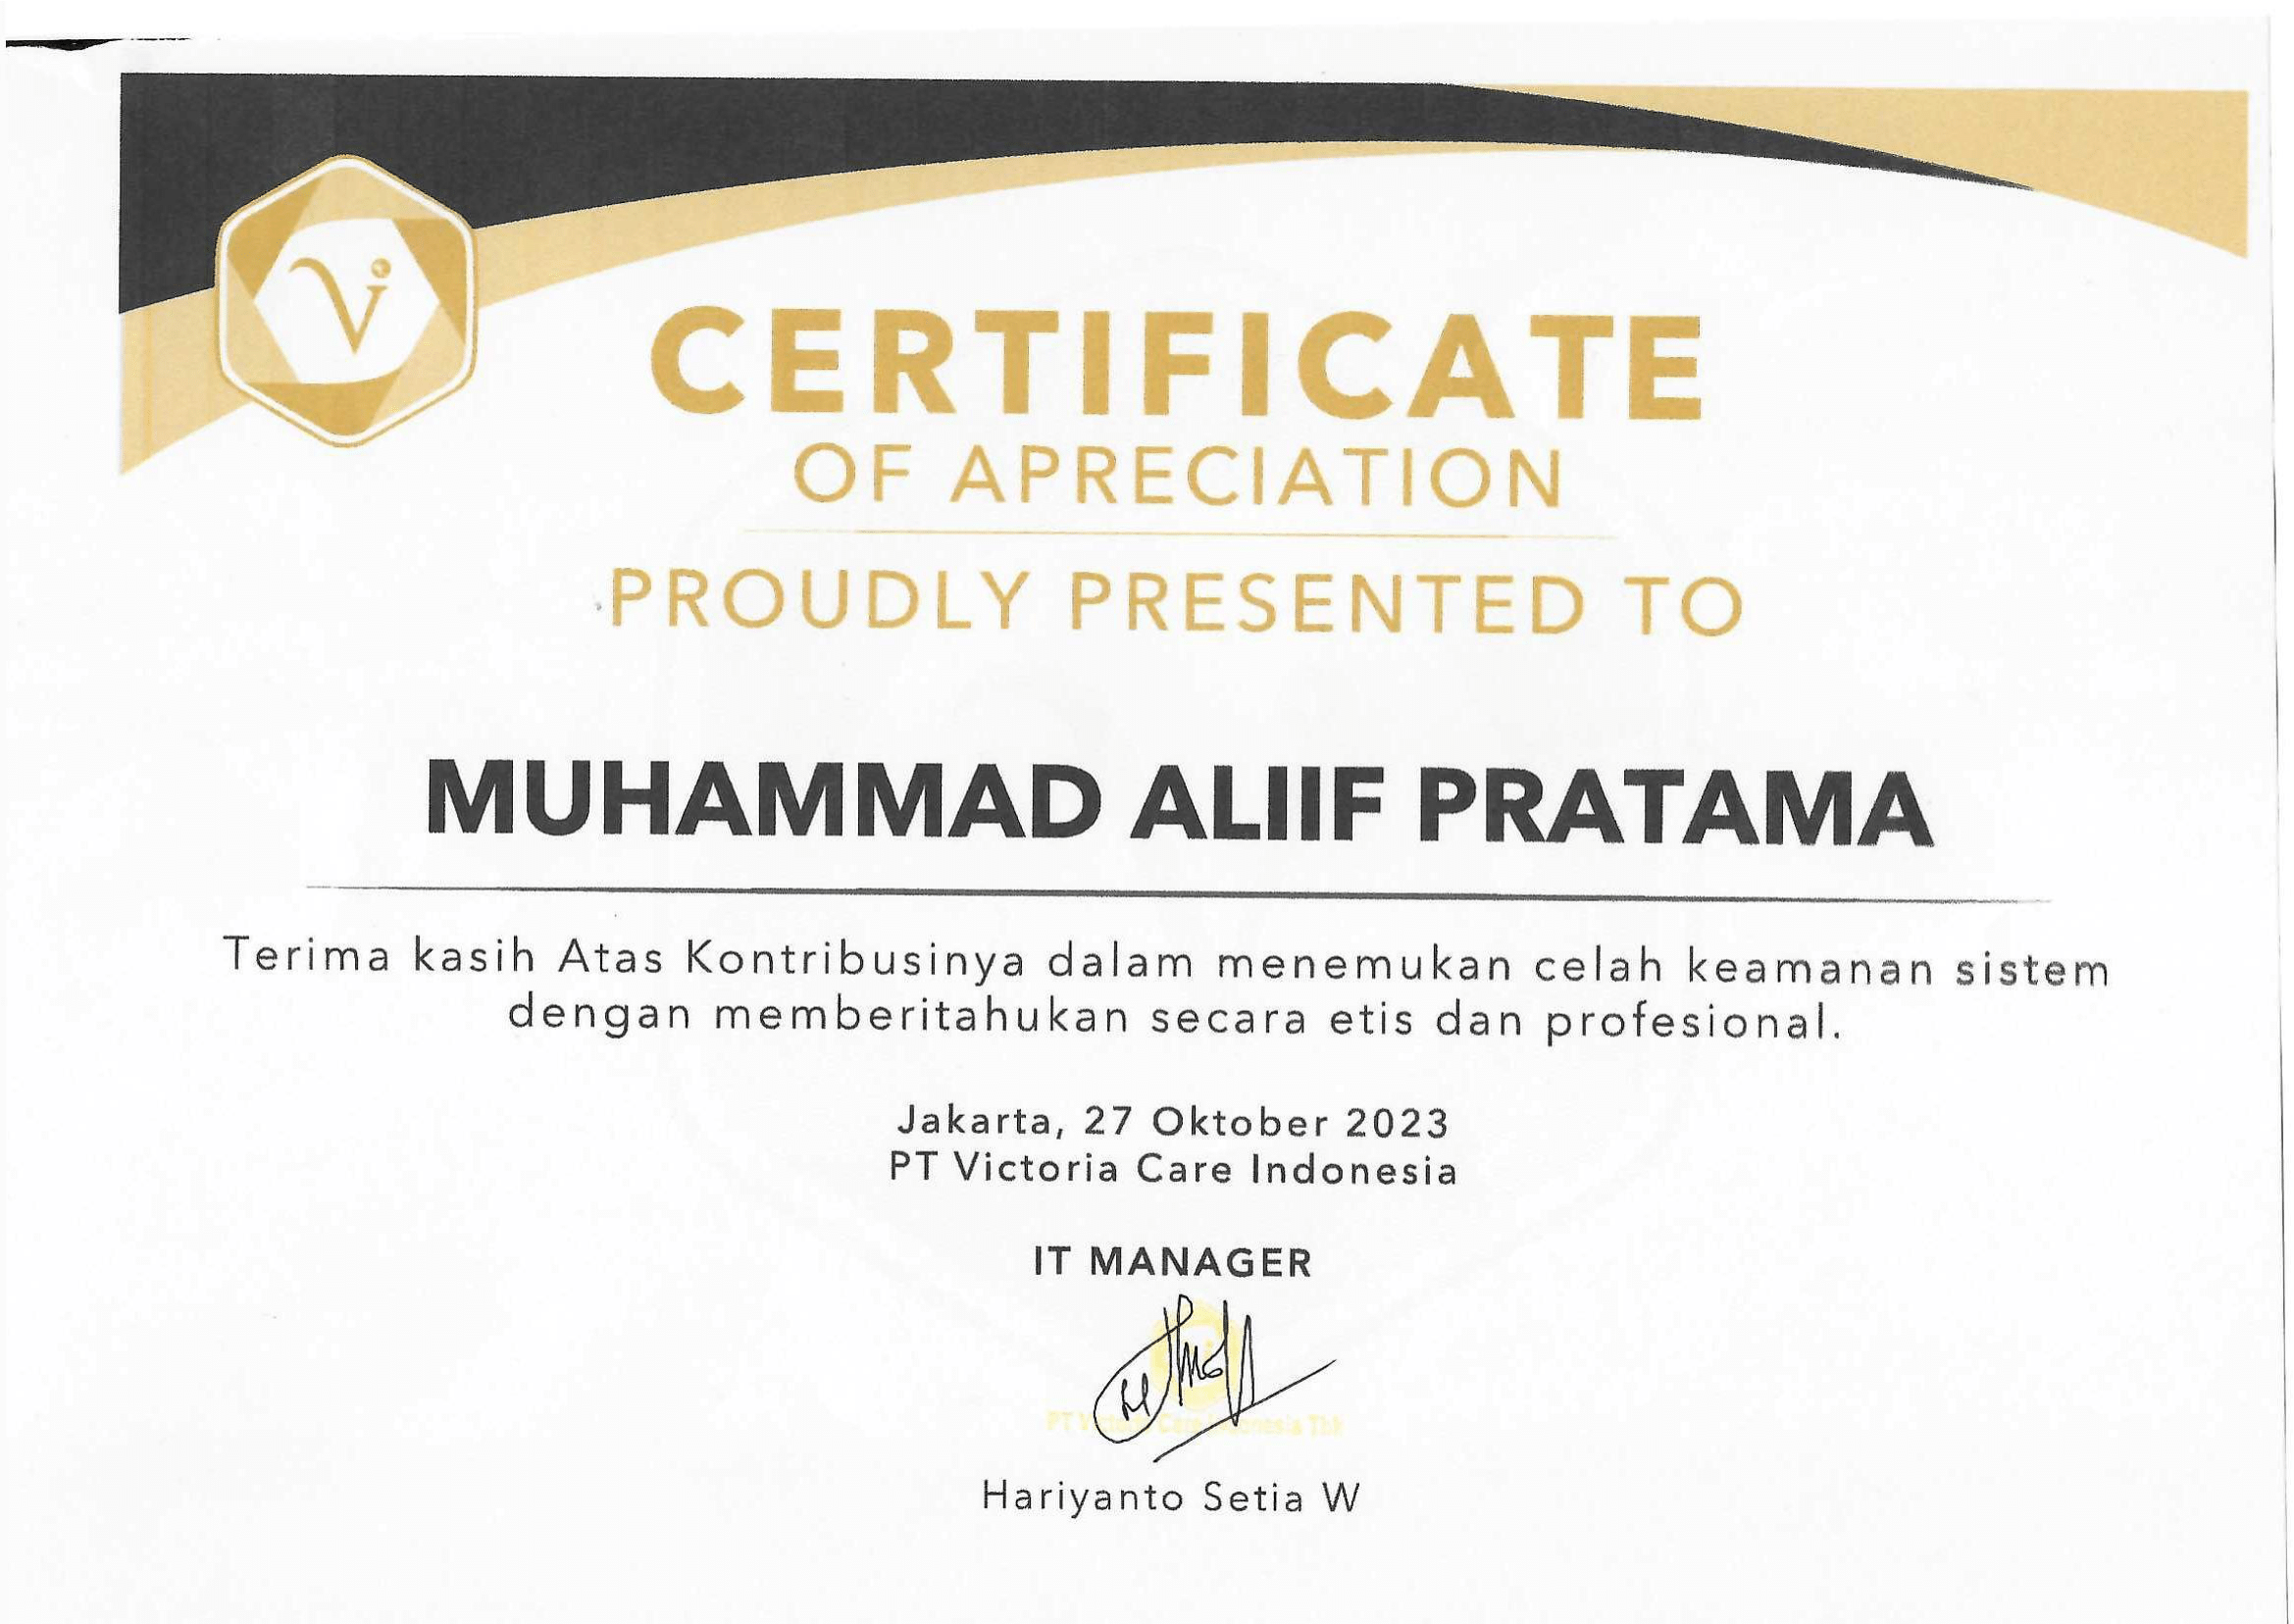 Vi
CERTIFICATE
OF APRECIATION
PROUDLY PRESENTED TO
MUHAMMAD ALIIF PRATAMA
Terima kasih Atas Kontribusinya dalam menemukan celah keamanan sistem
dengan memberitahukan secara etis dan profesional.
Jakarta, 27 Oktober 2023
PT Victoria Care Indonesia
IT MANAGER
PT Victoria Care Indonesia Tbk
Hariyanto Setia W